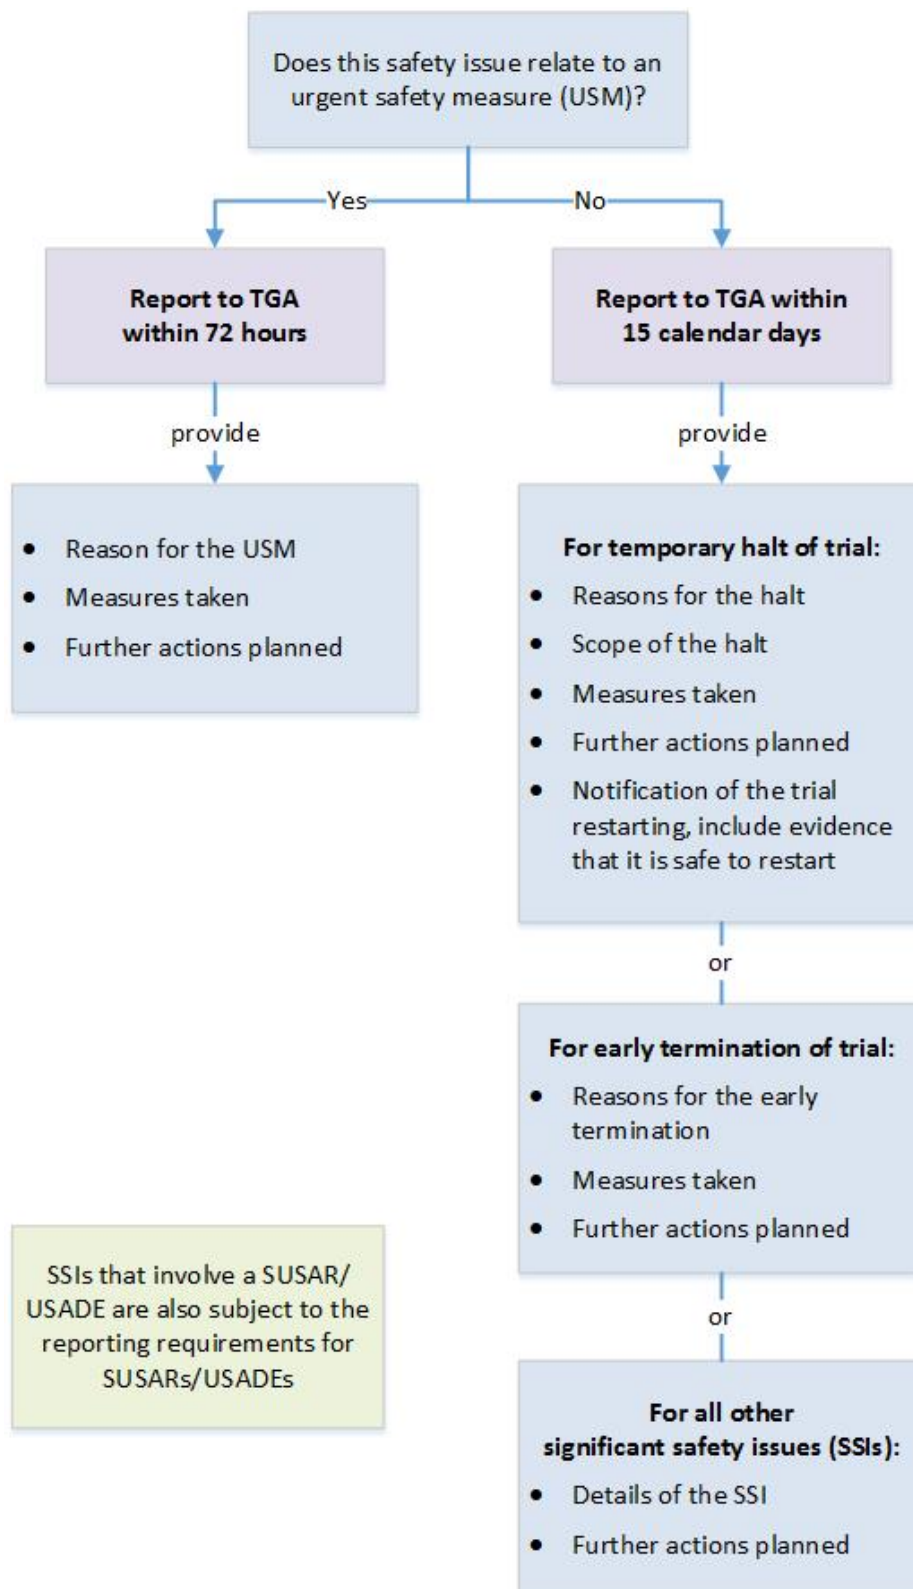 Does this safety issue relate to an
urgent safety measure (USM)?
Yes
No
Report to TGA
within 72 hours
Report to TGA within
15 calendar days
provide
provide
• Reason for the USM
• Measures taken
• Further actions planned
For temporary halt of trial:
• Reasons for the halt
• Scope of the halt
• Measures taken
• Further actions planned
• Notification of the trial
restarting, include evidence
that it is safe to restart
or
For early termination of trial:
• Reasons for the early
termination
• Measures taken
• Further actions planned
SSIs that involve a SUSAR/
USADE are also subject to the
reporting requirements for
SUSARs/USADEs
or
For all other
significant safety issues (SSIs):
• Details of the SSI
• Further actions planned